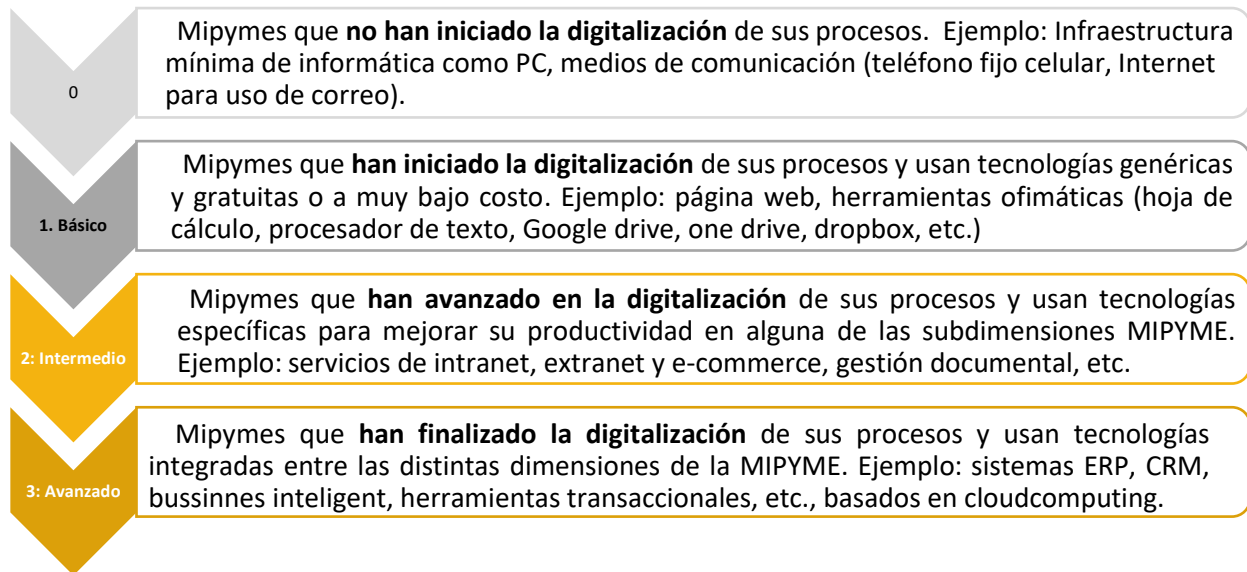 0
Mipymes que no han iniciado la digitalización de sus procesos. Ejemplo: Infraestructura
mínima de informática como PC, medios de comunicación (teléfono fijo celular, Internet
para uso de correo).
1. Básico
Mipymes que han iniciado la digitalización de sus procesos y usan tecnologías genéricas
y gratuitas o a muy bajo costo. Ejemplo: página web, herramientas ofimáticas (hoja de
cálculo, procesador de texto, Google drive, one drive, dropbox, etc.)
2: Intermedio
Mipymes que han avanzado en la digitalización de sus procesos y usan tecnologías
específicas para mejorar su productividad en alguna de las subdimensiones MIPYME.
Ejemplo: servicios de intranet, extranet y e-commerce, gestión documental, etc.
3: Avanzado
Mipymes que han finalizado la digitalización de sus procesos y usan tecnologías
integradas entre las distintas dimensiones de la MIPYME. Ejemplo: sistemas ERP, CRM,
bussinnes inteligent, herramientas transaccionales, etc., basados en cloudcomputing.